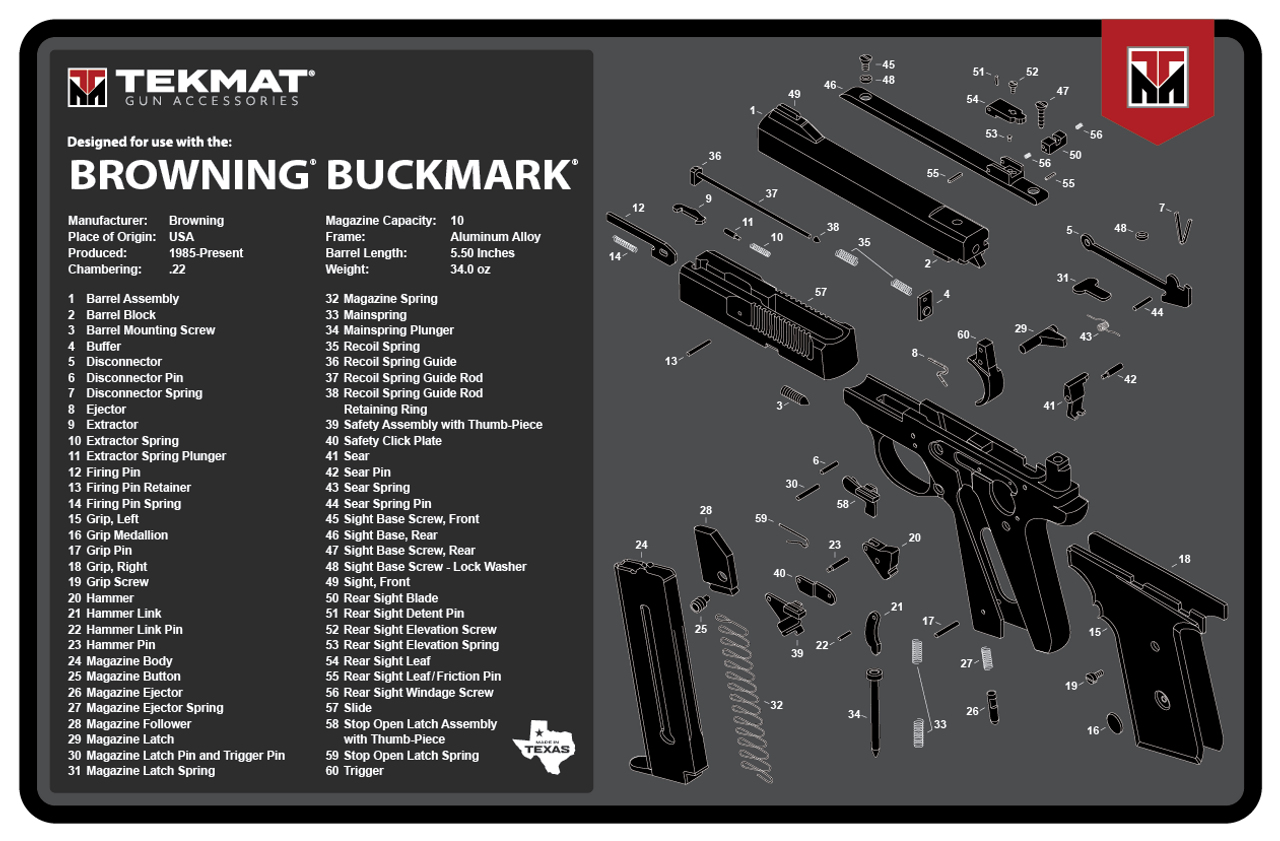 TEKMAT®
GUN ACCESSORIES
Designed for use with the:
BROWNING® BUCKMARK®
Manufacturer: Browning
Place of Origin: USA
Produced: 1985-Present
Chambering: .22
Magazine Capacity: 10
Frame: Aluminum Alloy
Barrel Length: 5.50 Inches
Weight: 34.0 oz
1 Barrel Assembly
2 Barrel Block
3 Barrel Mounting Screw
4 Buffer
5 Disconnector
6 Disconnector Pin
7 Disconnector Spring
8 Ejector
9 Extractor
10 Extractor Spring
11 Extractor Spring Plunger
12 Firing Pin
13 Firing Pin Retainer
14 Firing Pin Spring
15 Grip, Left
16 Grip Medallion
17 Grip Pin
18 Grip, Right
19 Grip Screw
20 Hammer
21 Hammer Link
22 Hammer Link Pin
23 Hammer Pin
24 Magazine Body
25 Magazine Button
26 Magazine Ejector
27 Magazine Ejector Spring
28 Magazine Follower
29 Magazine Latch
30 Magazine Latch Pin and Trigger Pin
31 Magazine Latch Spring
32 Magazine Spring
33 Mainspring
34 Mainspring Plunger
35 Recoil Spring
36 Recoil Spring Guide
37 Recoil Spring Guide Rod
38 Recoil Spring Guide Rod
Retaining Ring
39 Safety Assembly with Thumb-Piece
40 Safety Click Plate
41 Sear
42 Sear Pin
43 Sear Spring
44 Sear Spring Pin
45 Sight Base Screw, Front
46 Sight Base, Rear
47 Sight Base Screw, Rear
48 Sight Base Screw - Lock Washer
49 Sight, Front
50 Rear Sight Blade
51 Rear Sight Detent Pin
52 Rear Sight Elevation Screw
53 Rear Sight Elevation Spring
54 Rear Sight Leaf
55 Rear Sight Leaf/Friction Pin
56 Rear Sight Windage Screw
57 Slide
58 Stop Open Latch Assembly
with Thumb-Piece
59 Stop Open Latch Spring
60 Trigger
MADE IN
TEXAS
45
48
51
52
46
54
47
49
1
53
56
50
56
55
55
36
37
9
12
11
10
38
35
14
2
5
48
7
31
44
4
57
43
29
60
8
13
42
41
3
6
30
58
28
59
24
23
20
18
40
21
17
15
25
22
39
27
19
32
34
33
26
16